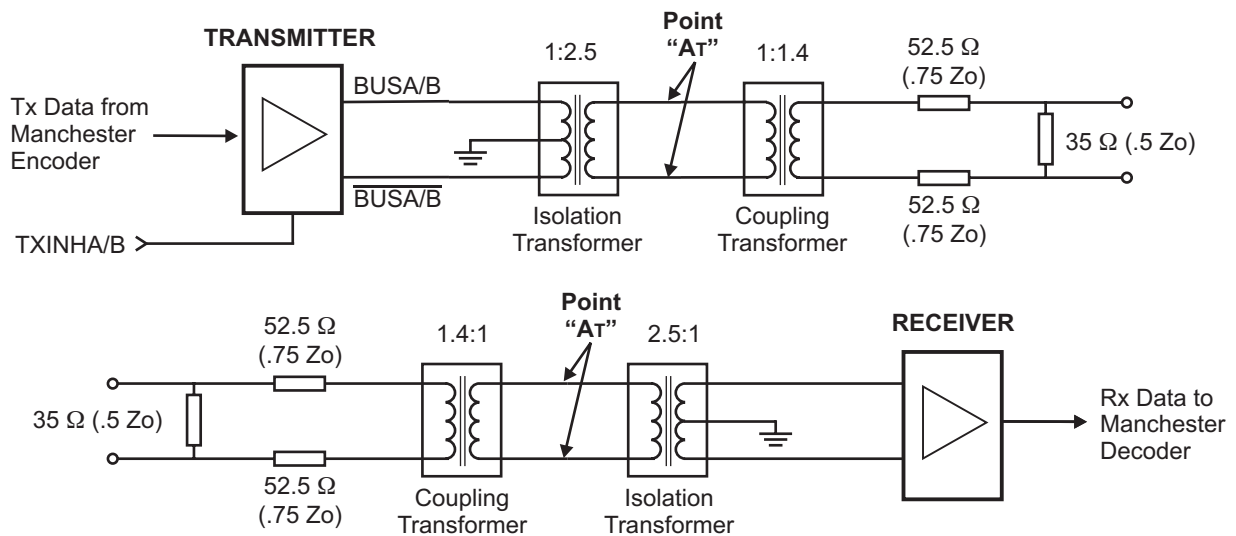 TRANSMITTER
Tx Data from
Manchester
Encoder
TXINHA/B
BUSA/B
BUSA/B
1:2.5
Isolation
Transformer
Point
“AT”
1:1.4
Coupling
Transformer
52.5 Ω
(.75 Zo)
35 Ω (.5 Zo)
52.5 Ω
(.75 Zo)
35 Ω (.5 Zo)
52.5 Ω
(.75 Zo)
52.5 Ω
(.75 Zo)
1.4:1
Coupling
Transformer
Point
“AT”
2.5:1
Isolation
Transformer
RECEIVER
Rx Data to
Manchester
Decoder